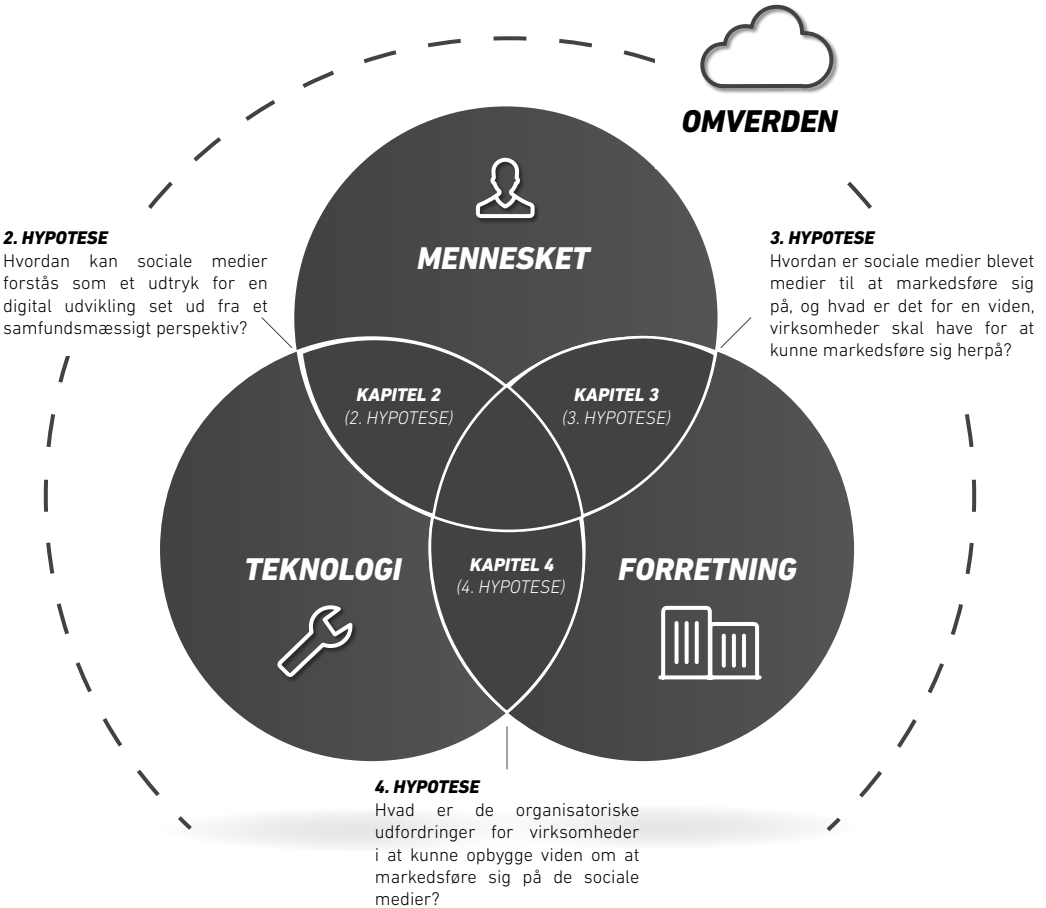 OMVERDEN
MENNESKET
2. HYPOTESE
Hvordan kan sociale medier
forstås som et udtryk for en
digital udvikling set ud fra et
samfundsmæssigt perspektiv?
3. HYPOTESE
Hvordan er sociale medier blevet
medier til at markedsføre sig
på, og hvad er det for en viden,
virksomheder skal have for at
kunne markedsføre sig herpå?
KAPITEL 2
(2. HYPOTESE)
KAPITEL 3
(3. HYPOTESE)
TEKNOLOGI
KAPITEL 4
(4. HYPOTESE)
FORRETNING
4. HYPOTESE
Hvad er de organisatoriske
udfordringer for virksomheder
i at kunne opbygge viden om at
markedsføre sig på de sociale
medier?